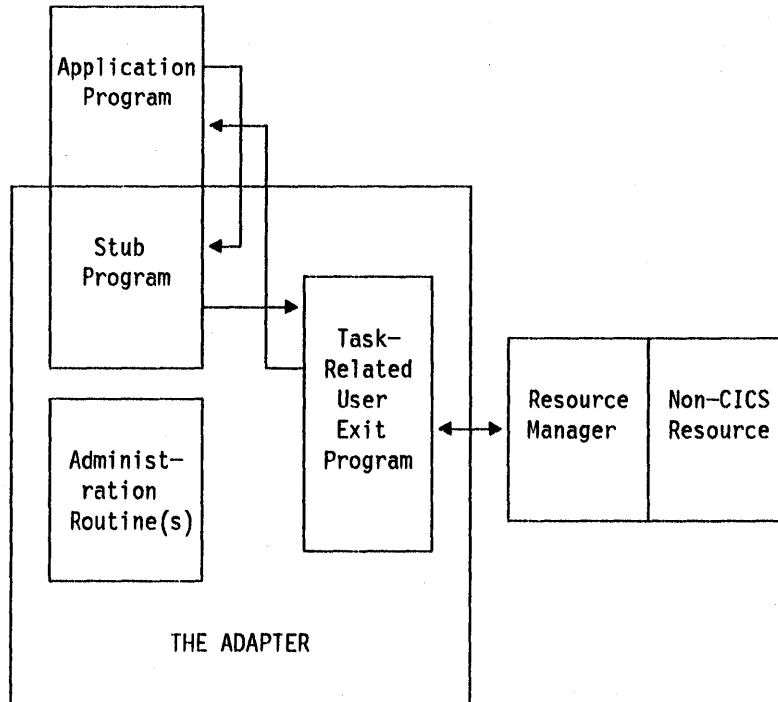 Application
Program
Stub
Program
Task-
Related
User
Exit
Program
Resource
Manager
Non-CICS
Resource
Administ-
ration
Routine(s)
THE ADAPTER